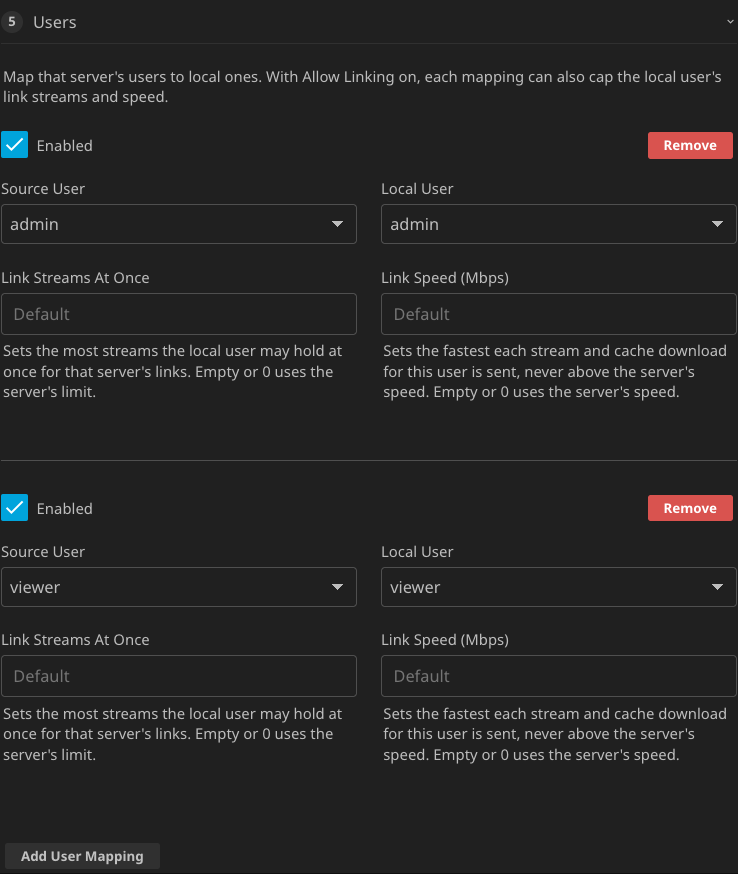 5 Users
Map that server's users to local ones. With Allow Linking on, each mapping can also cap the local user's
link streams and speed.
Enabled
Remove
Source User
Local User
admin
admin
Link Streams At Once
Link Speed (Mbps)
Default
Default
Sets the most streams the local user may hold at
once for that server's links. Empty or 0 uses the
server's limit.
Sets the fastest each stream and cache download
for this user is sent, never above the server's
speed. Empty or 0 uses the server's speed.
Enabled
Remove
Source User
Local User
viewer
viewer
Link Streams At Once
Link Speed (Mbps)
Default
Default
Sets the most streams the local user may hold at
once for that server's links. Empty or 0 uses the
server's limit.
Sets the fastest each stream and cache download
for this user is sent, never above the server's
speed. Empty or 0 uses the server's speed.
Add User Mapping